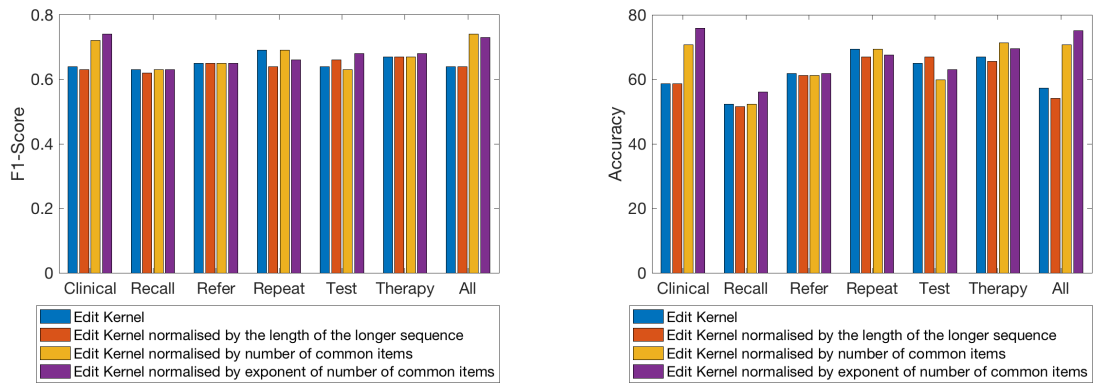 0.8
0.6
0.4
0.2
0
F1-Score
Clinical Recall Refer Repeat Test Therapy All
Edit Kernel
Edit Kernel normalised by the length of the longer sequence
Edit Kernel normalised by number of common items
Edit Kernel normalised by exponent of number of common items
80
60
40
20
0
Accuracy
Clinical Recall Refer Repeat Test Therapy All
Edit Kernel
Edit Kernel normalised by the length of the longer sequence
Edit Kernel normalised by number of common items
Edit Kernel normalised by exponent of number of common items